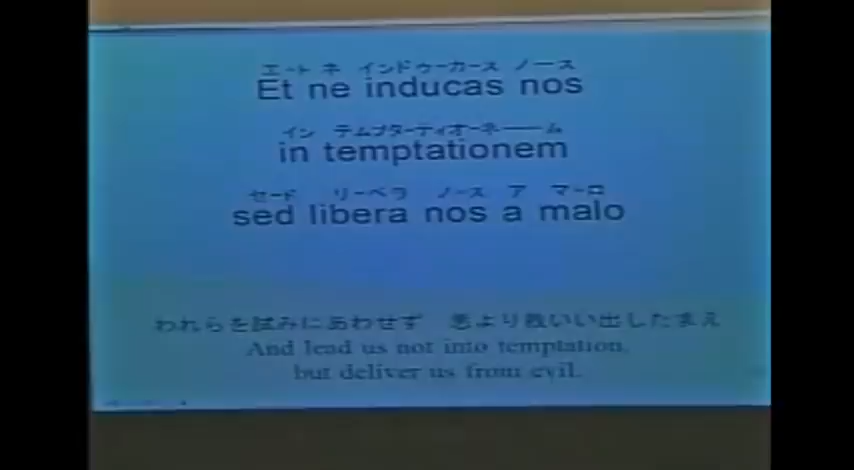 エート ネ インドゥーカース ノース
Et ne inducas nos
イン テムプターティオーネーーム
in temptationem
セード リーベラ ノース ア マーロ
sed libera nos a malo
われらを試みにあわせず 悪より救いい出したまえ
And lead us not into temptation,
but deliver us from evil.